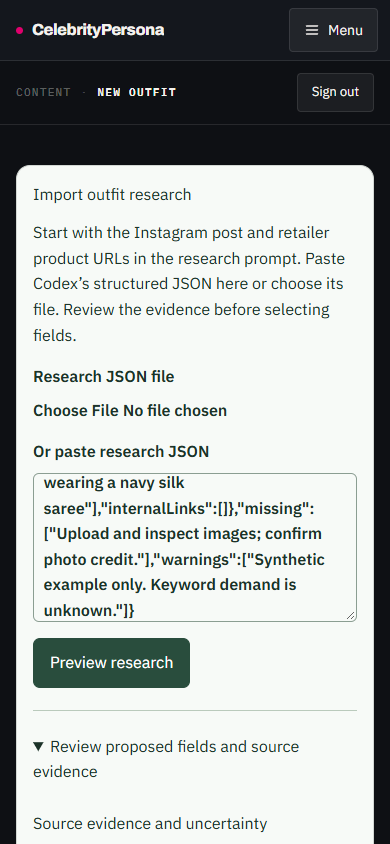 CelebrityPersona
Menu
CONTENT · NEW OUTFIT
Sign out
Import outfit research
Start with the Instagram post and retailer
product URLs in the research prompt. Paste
Codex’s structured JSON here or choose its
file. Review the evidence before selecting
fields.
Research JSON file
Choose File No file chosen
Or paste research JSON
wearing a navy silk
saree"],"internalLinks":[]},"missing":
["Upload and inspect images; confirm
photo credit."],"warnings":["Synthetic
example only. Keyword demand is
unknown."]}
Preview research
▼ Review proposed fields and source
evidence
Source evidence and uncertainty